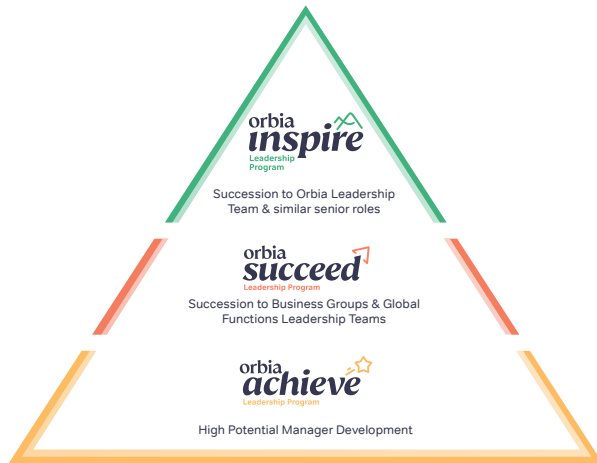 orbia
inspire
Leadership
Program
Succession to Orbia Leadership
Team & similar senior roles
orbia
succeed
Leadership Program
Succession to Business Groups & Global
Functions Leadership Teams
orbia
achieve
Leadership Program
High Potential Manager Development